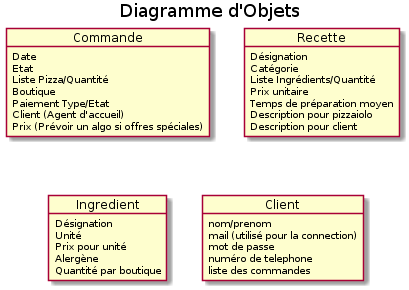 Diagramme d'Objets
Commande
Date
Etat
Liste Pizza/Quantité
Boutique
Paiement Type/Etat
Client (Agent d'accueil)
Prix (Prévoir un algo si offres spéciales)
Recette
Désignation
Catégorie
Liste Ingrédients/Quantité
Prix unitaire
Temps de préparation moyen
Description pour pizzaiolo
Description pour client
Ingredient
Désignation
Unité
Prix pour unité
Alergène
Quantité par boutique
Client
nom/prenom
mail (utilisé pour la connection)
mot de passe
numéro de telephone
liste des commandes